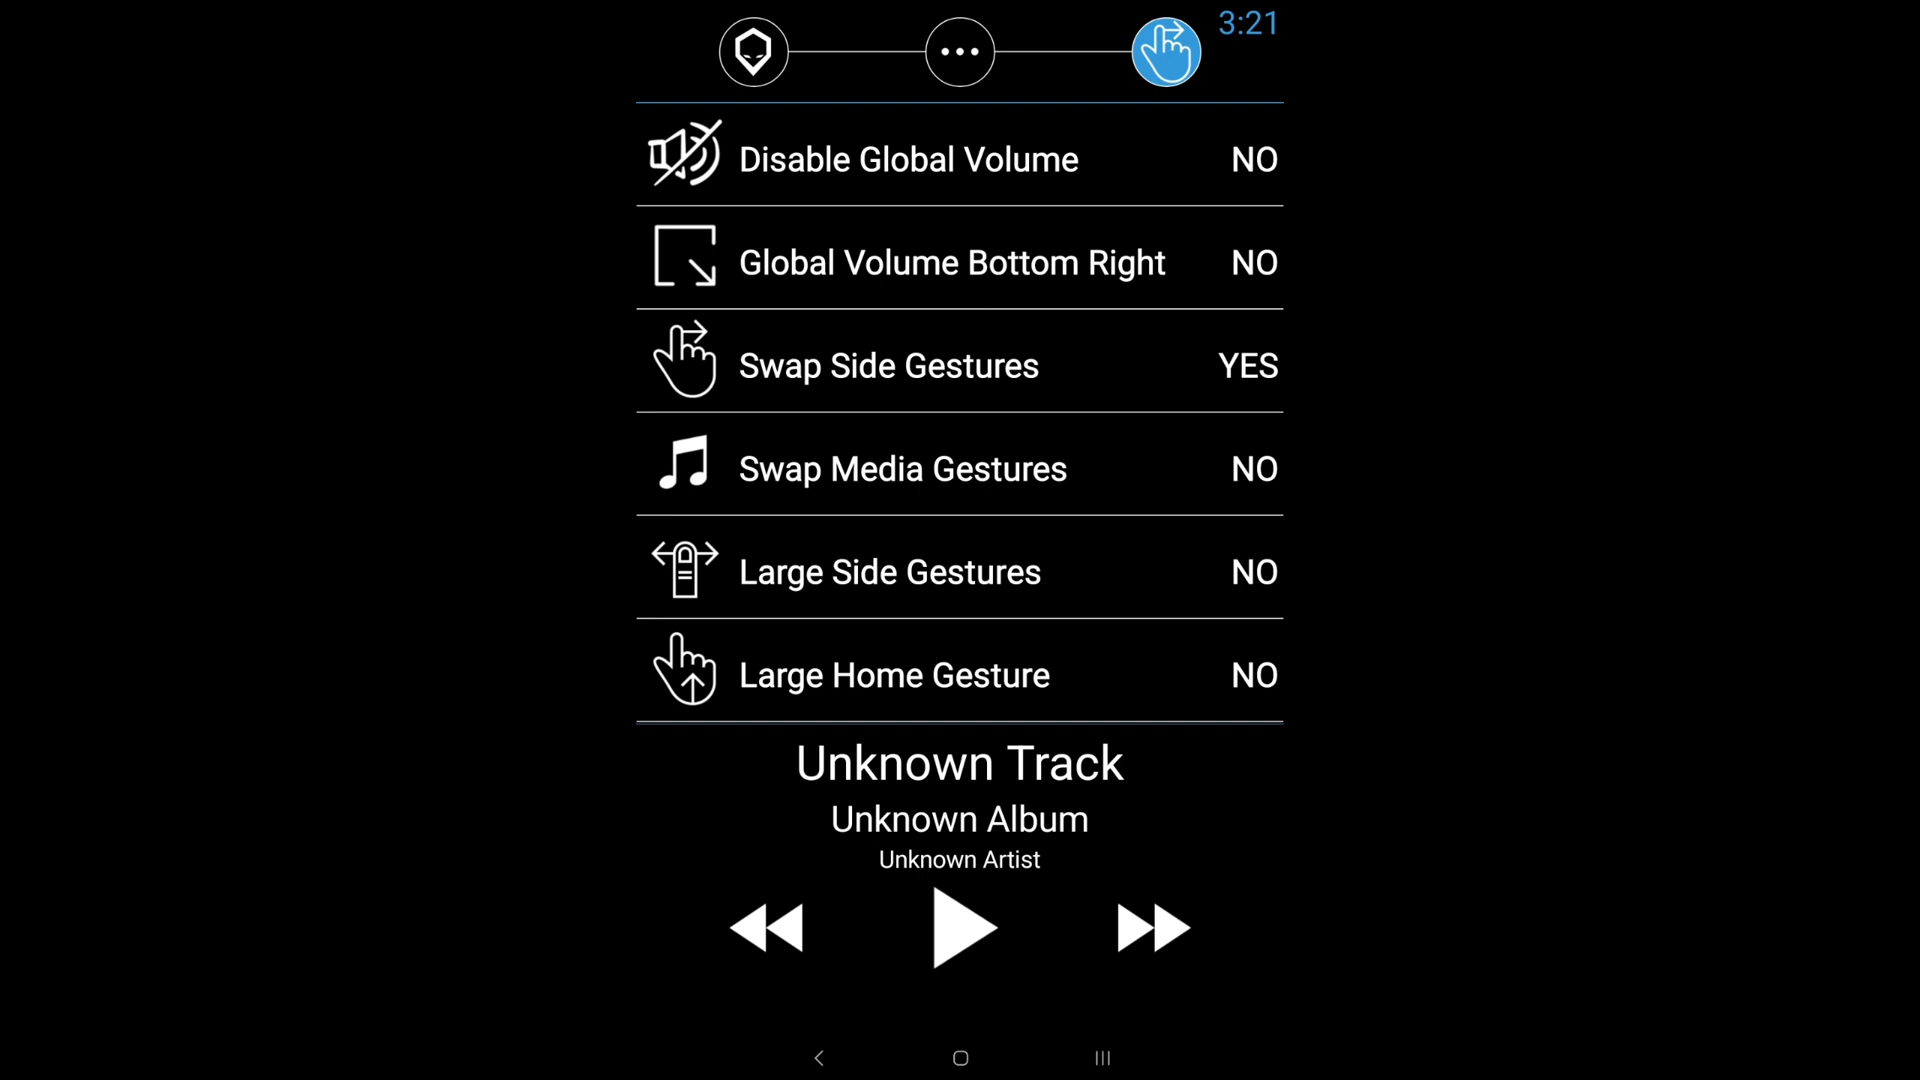 3:21
Disable Global Volume NO
Global Volume Bottom Right NO
Swap Side Gestures YES
Swap Media Gestures NO
Large Side Gestures NO
Large Home Gesture NO
Unknown Track
Unknown Album
Unknown Artist